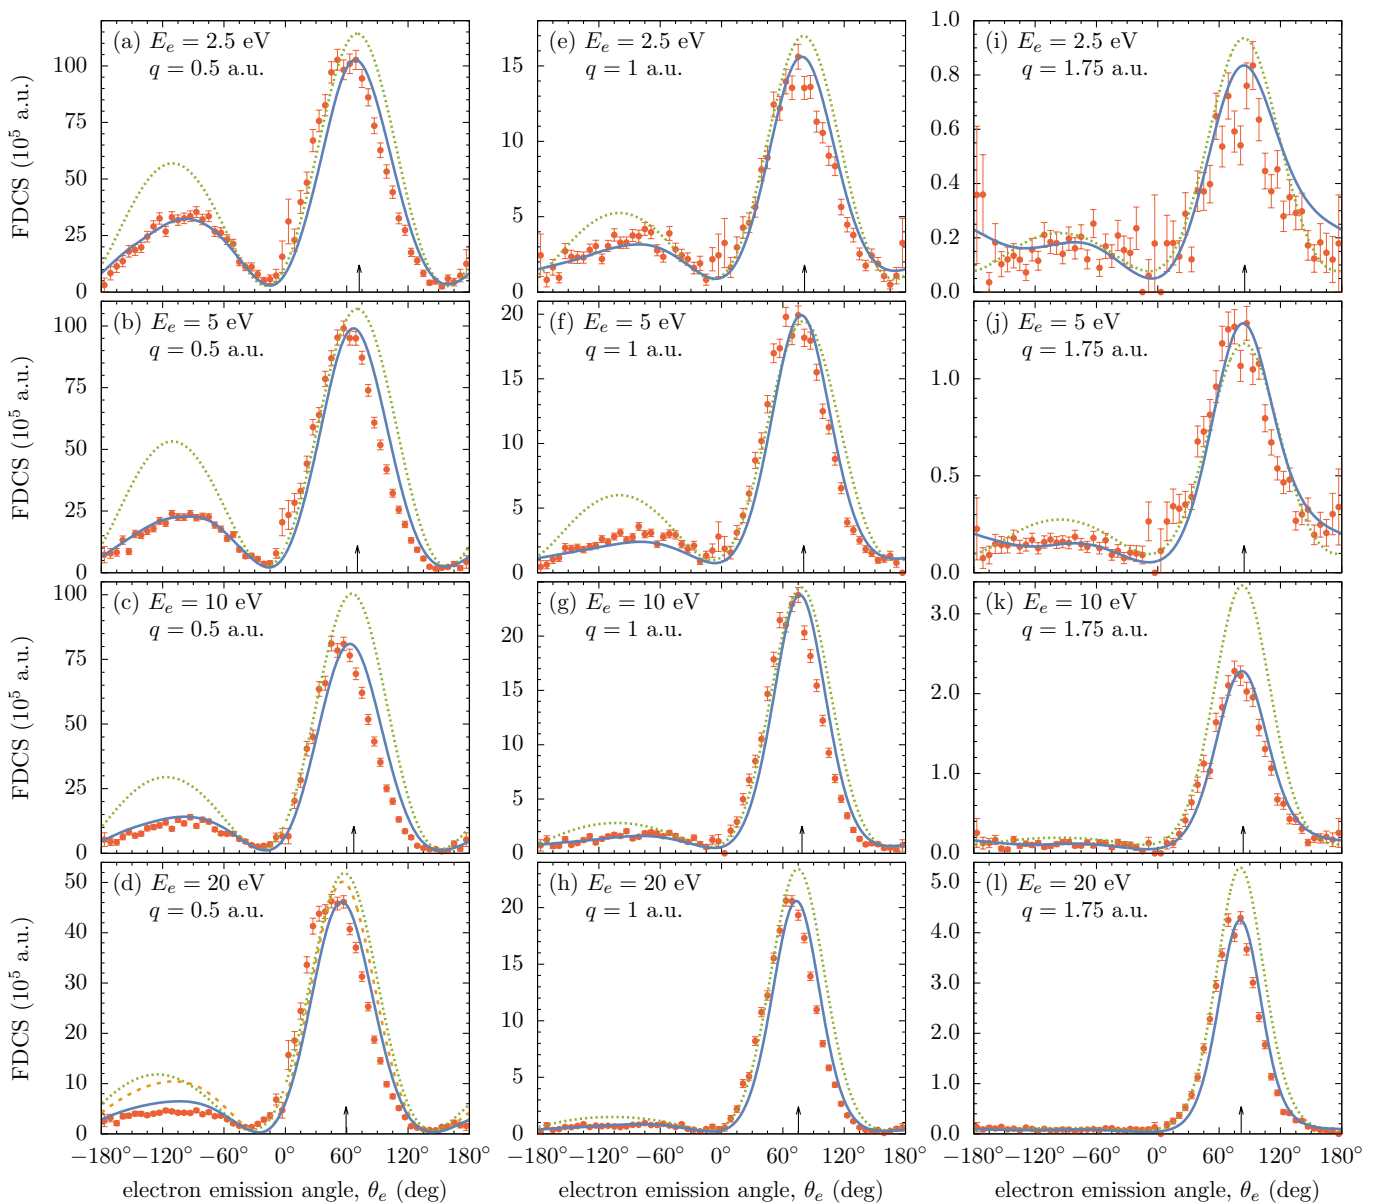 (a) E_e = 2.5 eV
q = 0.5 a.u.
FDCS (10^5 a.u.)
100
75
50
25
0
(e) E_e = 2.5 eV
q = 1 a.u.
15
10
5
0
(i) E_e = 2.5 eV
q = 1.75 a.u.
1.0
0.8
0.6
0.4
0.2
0.0
(b) E_e = 5 eV
q = 0.5 a.u.
FDCS (10^5 a.u.)
100
75
50
25
0
(f) E_e = 5 eV
q = 1 a.u.
20
15
10
5
0
(j) E_e = 5 eV
q = 1.75 a.u.
1.0
0.5
0.0
(c) E_e = 10 eV
q = 0.5 a.u.
FDCS (10^5 a.u.)
100
75
50
25
0
(g) E_e = 10 eV
q = 1 a.u.
20
15
10
5
0
(k) E_e = 10 eV
q = 1.75 a.u.
3.0
2.0
1.0
0.0
(d) E_e = 20 eV
q = 0.5 a.u.
FDCS (10^5 a.u.)
50
40
30
20
10
0
(h) E_e = 20 eV
q = 1 a.u.
20
15
10
5
0
(l) E_e = 20 eV
q = 1.75 a.u.
5.0
4.0
3.0
2.0
1.0
0.0
−180° −120° −60° 0° 60° 120° 180°
−180° −120° −60° 0° 60° 120° 180°
−180° −120° −60° 0° 60° 120° 180°
electron emission angle, θ_e (deg)
electron emission angle, θ_e (deg)
electron emission angle, θ_e (deg)